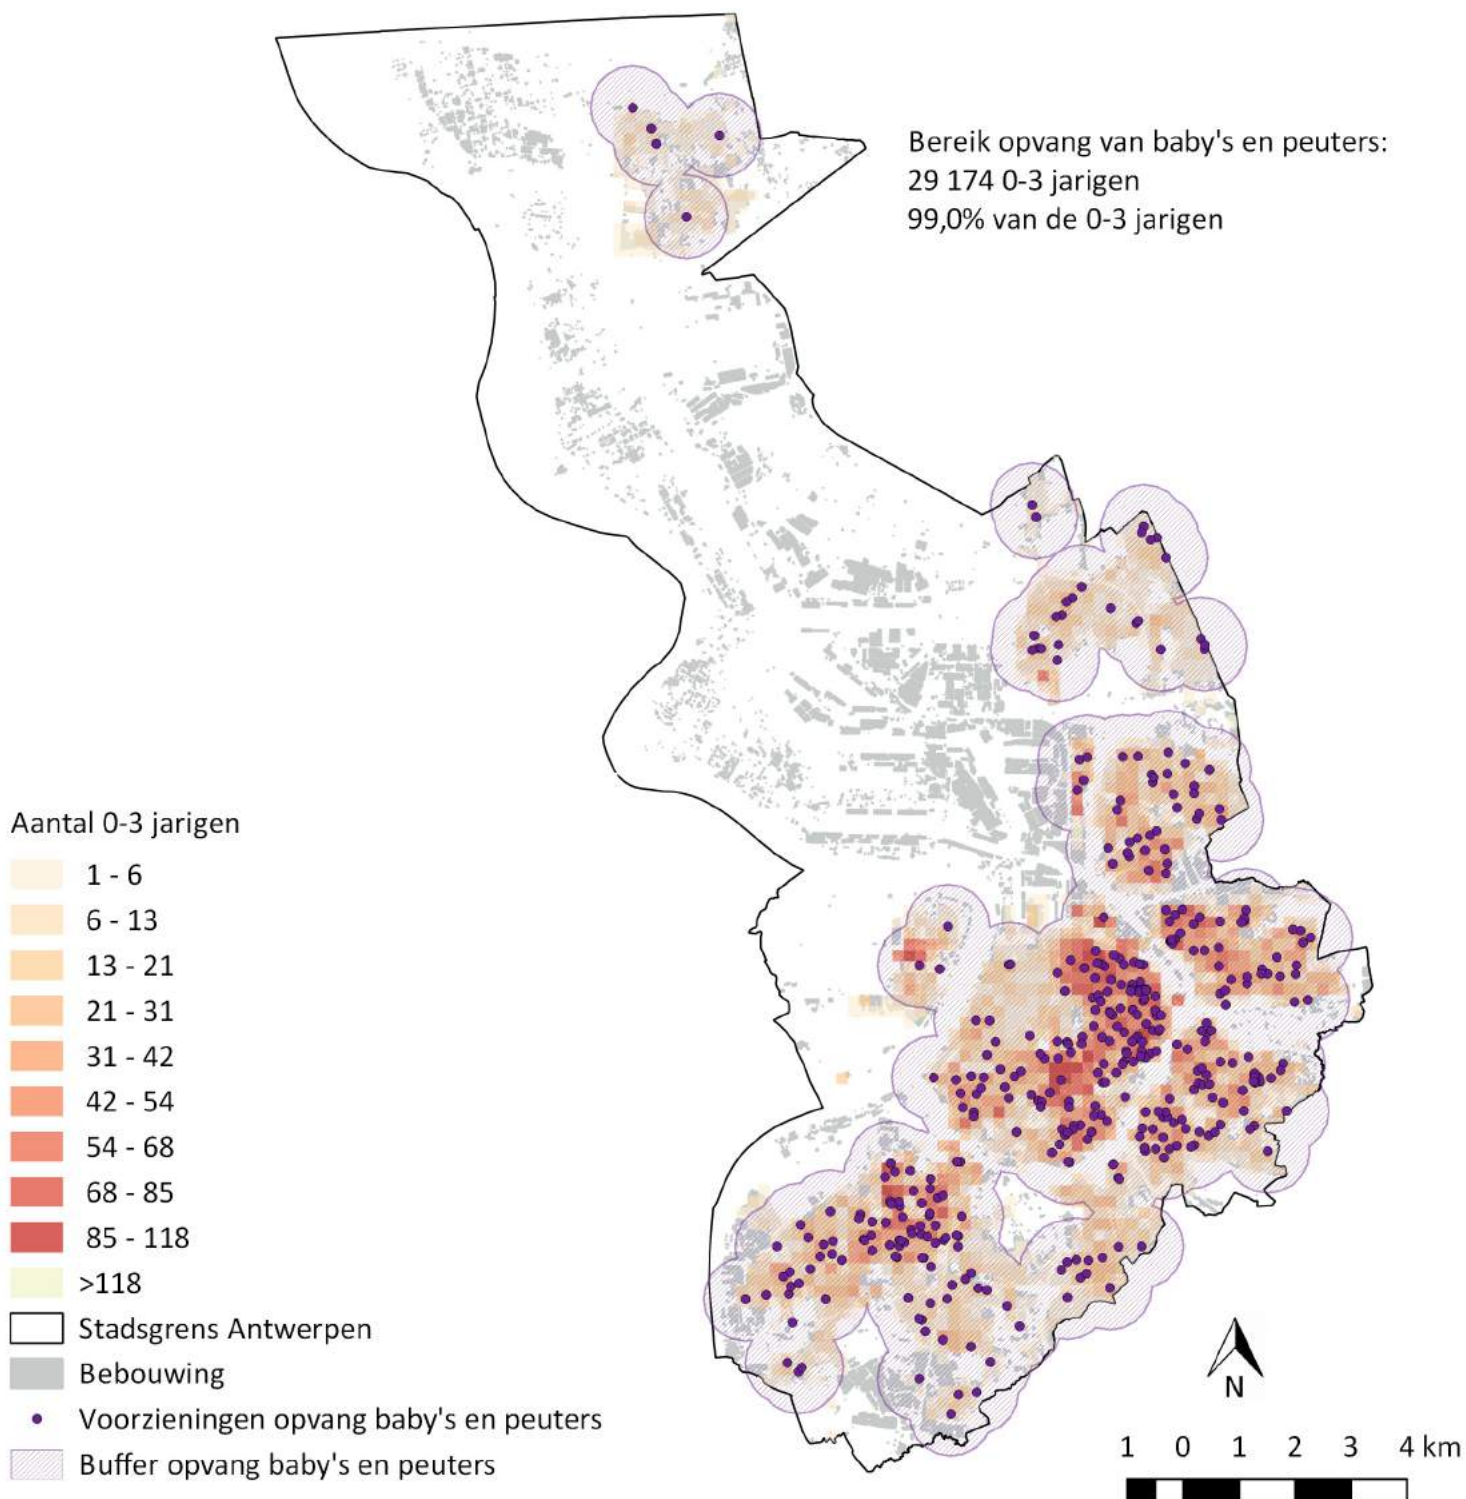 Bereik opvang van baby's en peuters:
29 174 0-3 jarigen
99,0% van de 0-3 jarigen
Aantal 0-3 jarigen
1 - 6
6 - 13
13 - 21
21 - 31
31 - 42
42 - 54
54 - 68
68 - 85
85 - 118
>118
Stadsgrens Antwerpen
Bebouwing
Voorzieningen opvang baby's en peuters
Buffer opvang baby's en peuters
N
1 0 1 2 3 4 km